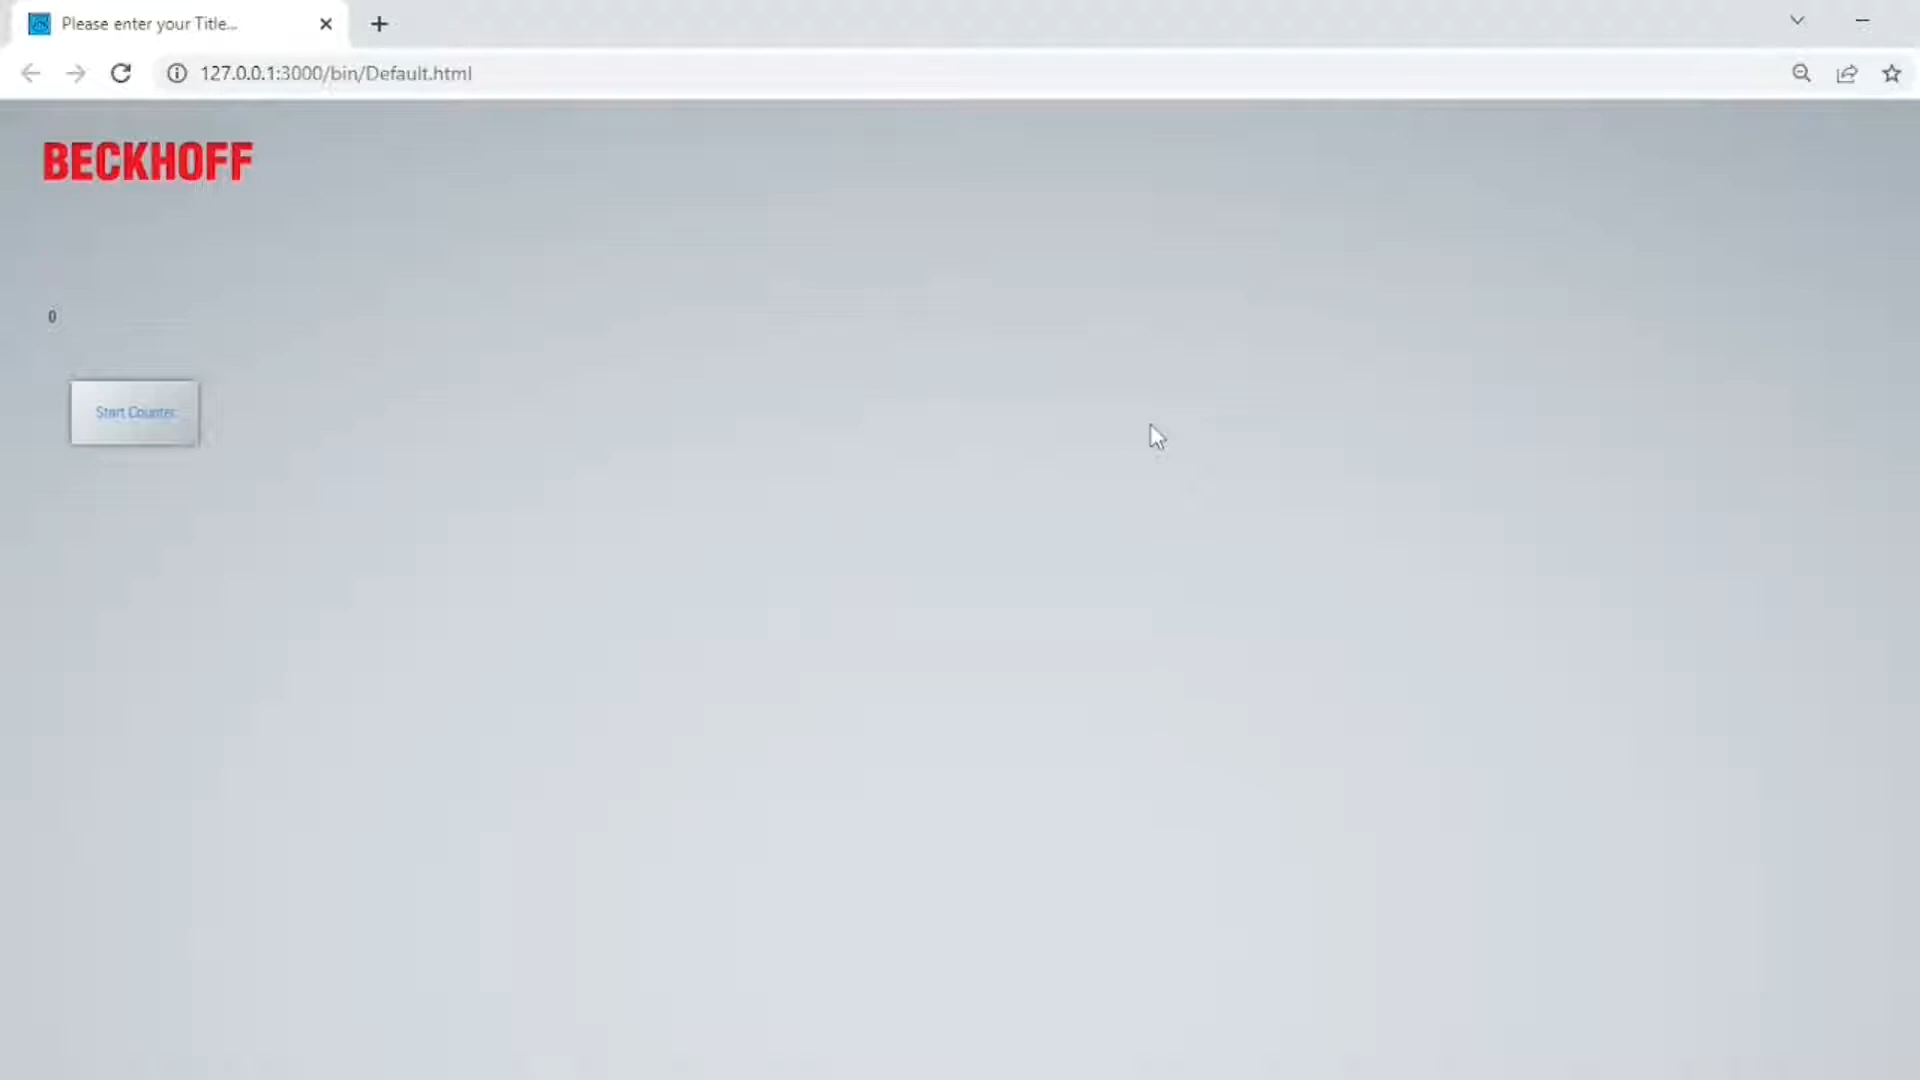 Please enter your Title...
127.0.0.1:3000/bin/Default.html
BECKHOFF
0
Start Counter